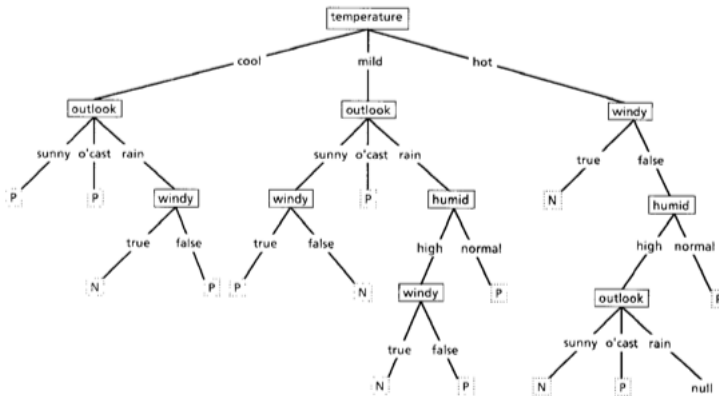 temperature
cool mild hot
outlook outlook windy
sunny o'cast rain sunny o'cast rain true false
P P windy windy P humid N humid
true false true false high normal high normal
N P P N windy P outlook P
true false sunny o'cast rain
N P N P null